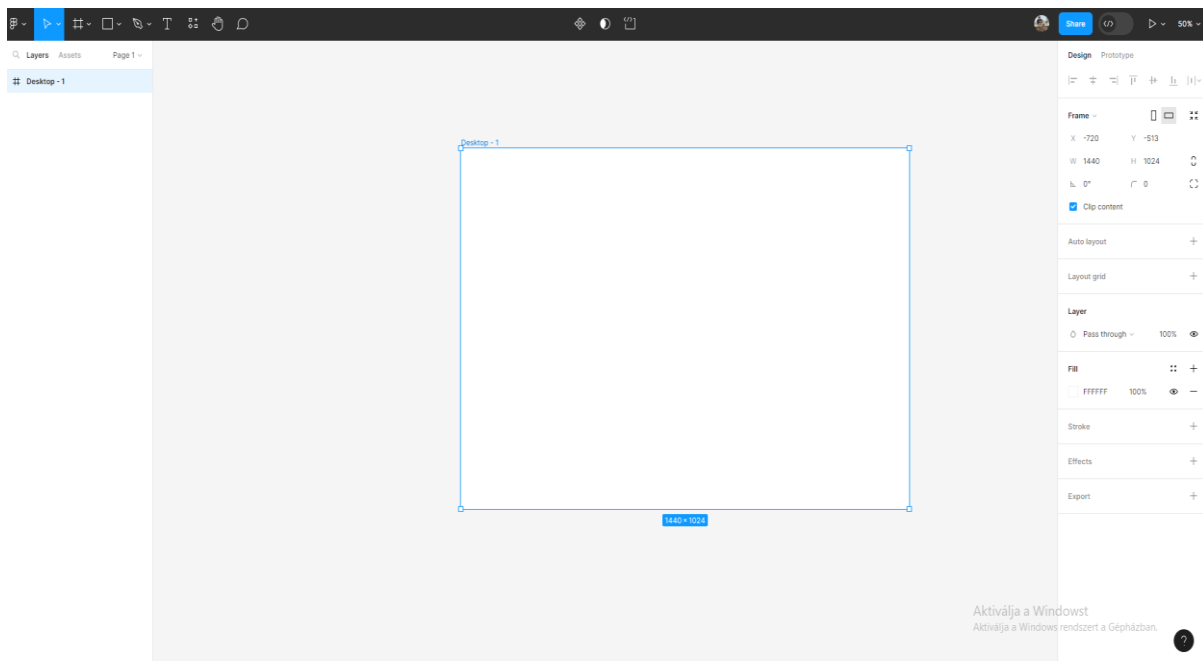 Share
50%
Layers Assets Page 1
Desktop - 1
Desktop - 1
1440 × 1024
Design Prototype
Frame
X -720 Y -513
W 1440 H 1024
0° 0
Clip content
Auto layout
Layout grid
Layer
Pass through 100%
Fill
FFFFFF 100%
Stroke
Effects
Export
Aktiválja a Windowst
Aktiválja a Windows rendszert a Gépházban.
?